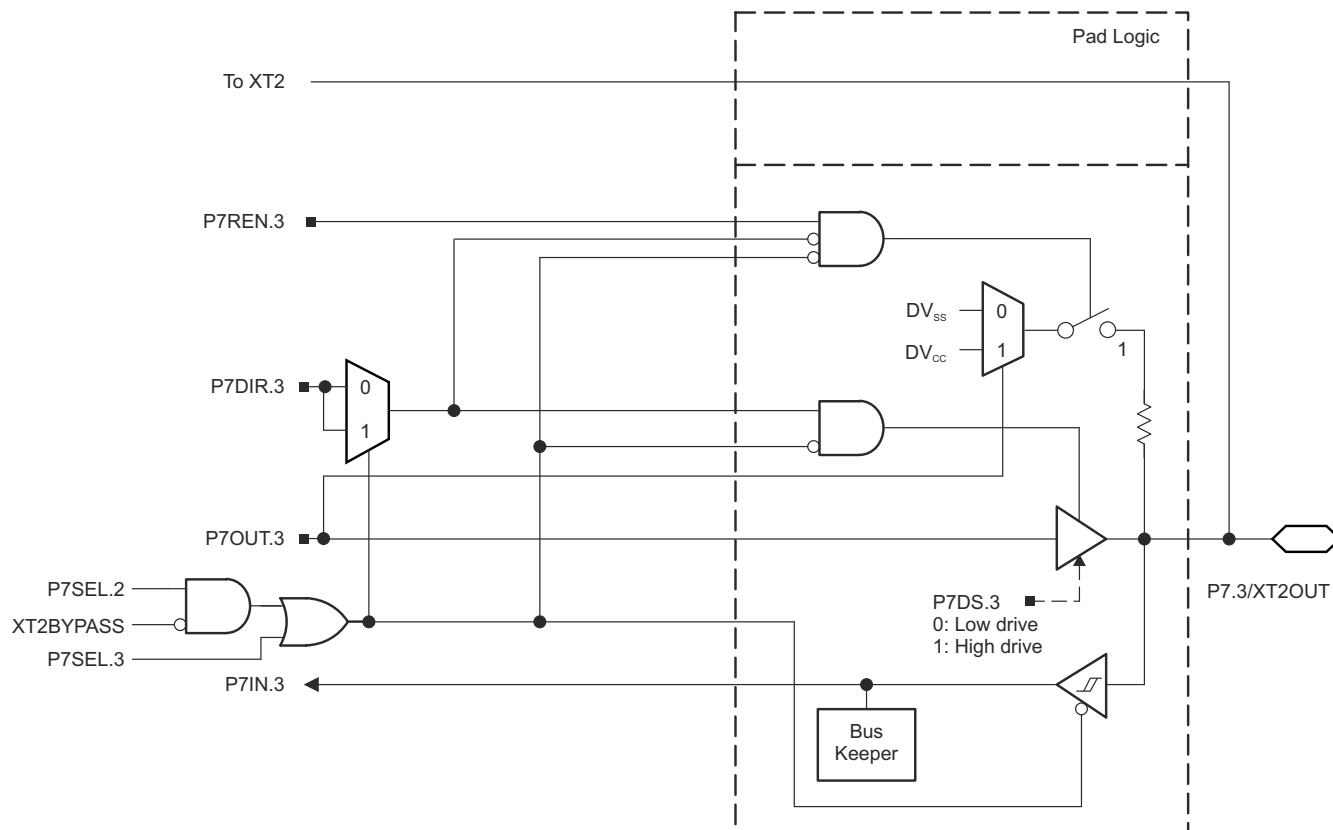 Pad Logic
To XT2
P7REN.3
DVSS
0
DVCC
1
1
P7DIR.3
0
1
P7OUT.3
P7SEL.2
XT2BYPASS
P7SEL.3
P7DS.3
0: Low drive
1: High drive
P7.3/XT2OUT
P7IN.3
Bus
Keeper